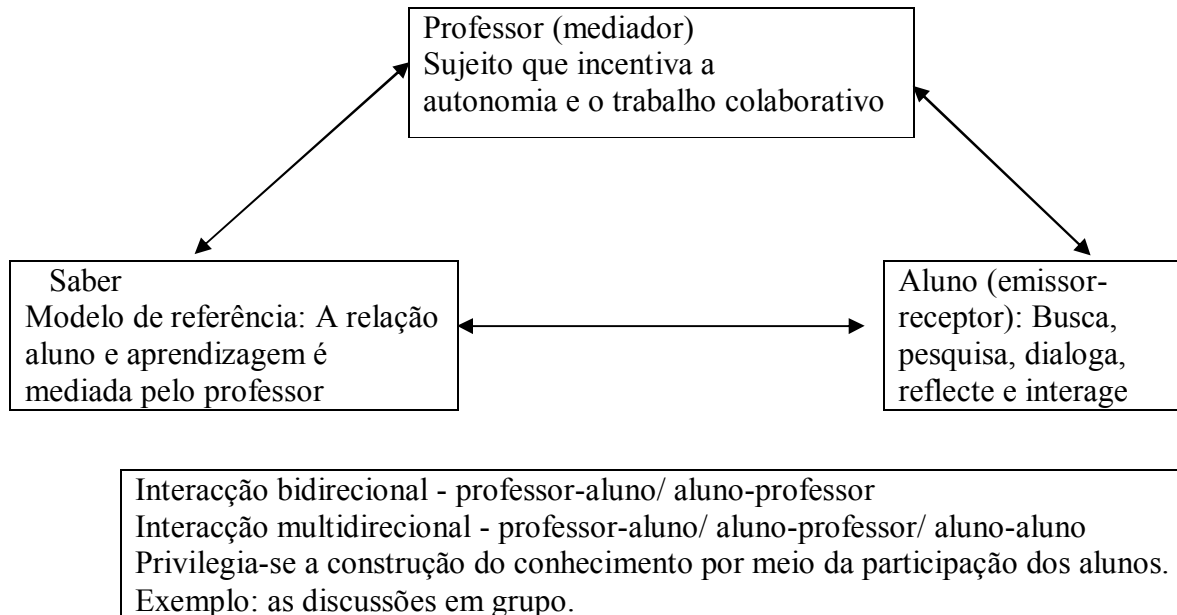 Professor (mediador)
Sujeito que incentiva a
autonomia e o trabalho colaborativo
Saber
Modelo de referência: A relação
aluno e aprendizagem é
mediada pelo professor
Aluno (emissor-
receptor): Busca,
pesquisa, dialoga,
reflecte e interage
Interacção bidirecional - professor-aluno/ aluno-professor
Interacção multidirecional - professor-aluno/ aluno-professor/ aluno-aluno
Privilegia-se a construção do conhecimento por meio da participação dos alunos.
Exemplo: as discussões em grupo.